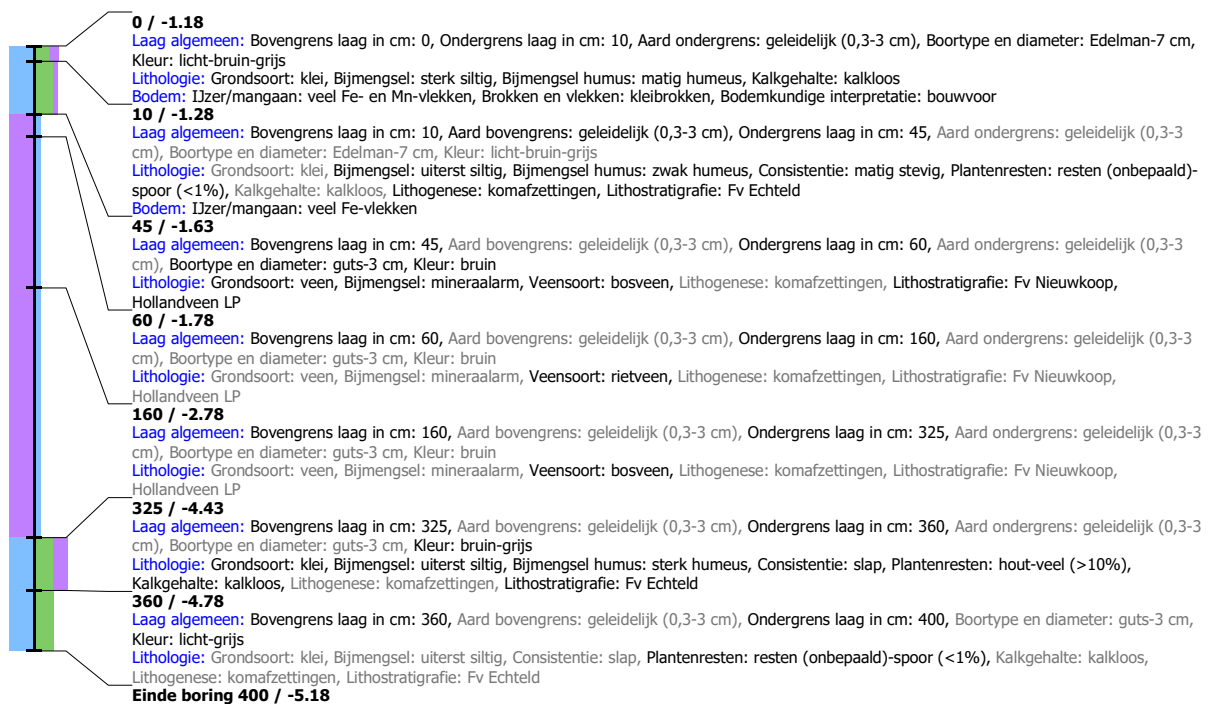 0 / -1.18
Laag algemeen: Bovengrens laag in cm: 0, Ondergrens laag in cm: 10, Aard ondergrens: geleidelijk (0,3-3 cm), Boortype en diameter: Edelman-7 cm,
Kleur: licht-bruin-grijs
Lithologie: Grondsoort: klei, Bijmengsel: sterk siltig, Bijmengsel humus: matig humeus, Kalkgehalte: kalkloos
Bodem: IJzer/mangaan: veel Fe- en Mn-vlekken, Brokken en vlekken: kleibrokken, Bodemkundige interpretatie: bouwvoor
10 / -1.28
Laag algemeen: Bovengrens laag in cm: 10, Aard bovengrens: geleidelijk (0,3-3 cm), Ondergrens laag in cm: 45, Aard ondergrens: geleidelijk (0,3-3
cm), Boortype en diameter: Edelman-7 cm, Kleur: licht-bruin-grijs
Lithologie: Grondsoort: klei, Bijmengsel: uiterst siltig, Bijmengsel humus: zwak humeus, Consistentie: matig stevig, Plantenresten: resten (onbepaald)-
spoor (<1%), Kalkgehalte: kalkloos, Lithogenese: komafzettingen, Lithostratigrafie: Fv Echteld
Bodem: IJzer/mangaan: veel Fe-vlekken
45 / -1.63
Laag algemeen: Bovengrens laag in cm: 45, Aard bovengrens: geleidelijk (0,3-3 cm), Ondergrens laag in cm: 60, Aard ondergrens: geleidelijk (0,3-3
cm), Boortype en diameter: guts-3 cm, Kleur: bruin
Lithologie: Grondsoort: veen, Bijmengsel: mineraalarm, Veensoort: bosveen, Lithogenese: komafzettingen, Lithostratigrafie: Fv Nieuwkoop,
Hollandveen LP
60 / -1.78
Laag algemeen: Bovengrens laag in cm: 60, Aard bovengrens: geleidelijk (0,3-3 cm), Ondergrens laag in cm: 160, Aard ondergrens: geleidelijk (0,3-3
cm), Boortype en diameter: guts-3 cm, Kleur: bruin
Lithologie: Grondsoort: veen, Bijmengsel: mineraalarm, Veensoort: rietveen, Lithogenese: komafzettingen, Lithostratigrafie: Fv Nieuwkoop,
Hollandveen LP
160 / -2.78
Laag algemeen: Bovengrens laag in cm: 160, Aard bovengrens: geleidelijk (0,3-3 cm), Ondergrens laag in cm: 325, Aard ondergrens: geleidelijk (0,3-3
cm), Boortype en diameter: guts-3 cm, Kleur: bruin
Lithologie: Grondsoort: veen, Bijmengsel: mineraalarm, Veensoort: bosveen, Lithogenese: komafzettingen, Lithostratigrafie: Fv Nieuwkoop,
Hollandveen LP
325 / -4.43
Laag algemeen: Bovengrens laag in cm: 325, Aard bovengrens: geleidelijk (0,3-3 cm), Ondergrens laag in cm: 360, Aard ondergrens: geleidelijk (0,3-3
cm), Boortype en diameter: guts-3 cm, Kleur: bruin-grijs
Lithologie: Grondsoort: klei, Bijmengsel: uiterst siltig, Bijmengsel humus: sterk humeus, Consistentie: slap, Plantenresten: hout-veel (>10%),
Kalkgehalte: kalkloos, Lithogenese: komafzettingen, Lithostratigrafie: Fv Echteld
360 / -4.78
Laag algemeen: Bovengrens laag in cm: 360, Aard bovengrens: geleidelijk (0,3-3 cm), Ondergrens laag in cm: 400, Boortype en diameter: guts-3 cm,
Kleur: licht-grijs
Lithologie: Grondsoort: klei, Bijmengsel: uiterst siltig, Consistentie: slap, Plantenresten: resten (onbepaald)-spoor (<1%), Kalkgehalte: kalkloos,
Lithogenese: komafzettingen, Lithostratigrafie: Fv Echteld
Einde boring 400 / -5.18